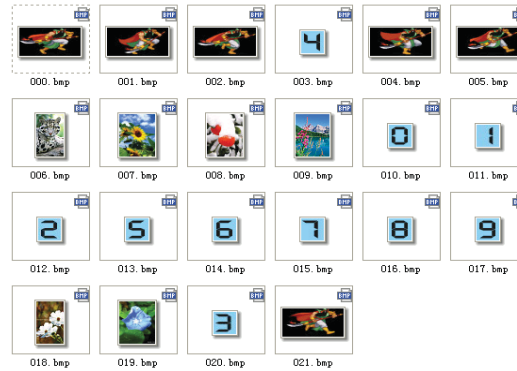 BMP BMP BMP BMP BMP BMP
4
000.bmp 001.bmp 002.bmp 003.bmp 004.bmp 005.bmp
BMP BMP BMP BMP BMP BMP
0 1
006.bmp 007.bmp 008.bmp 009.bmp 010.bmp 011.bmp
BMP BMP BMP BMP BMP BMP
2 5 6 7 8 9
012.bmp 013.bmp 014.bmp 015.bmp 016.bmp 017.bmp
BMP BMP BMP BMP
3
018.bmp 019.bmp 020.bmp 021.bmp